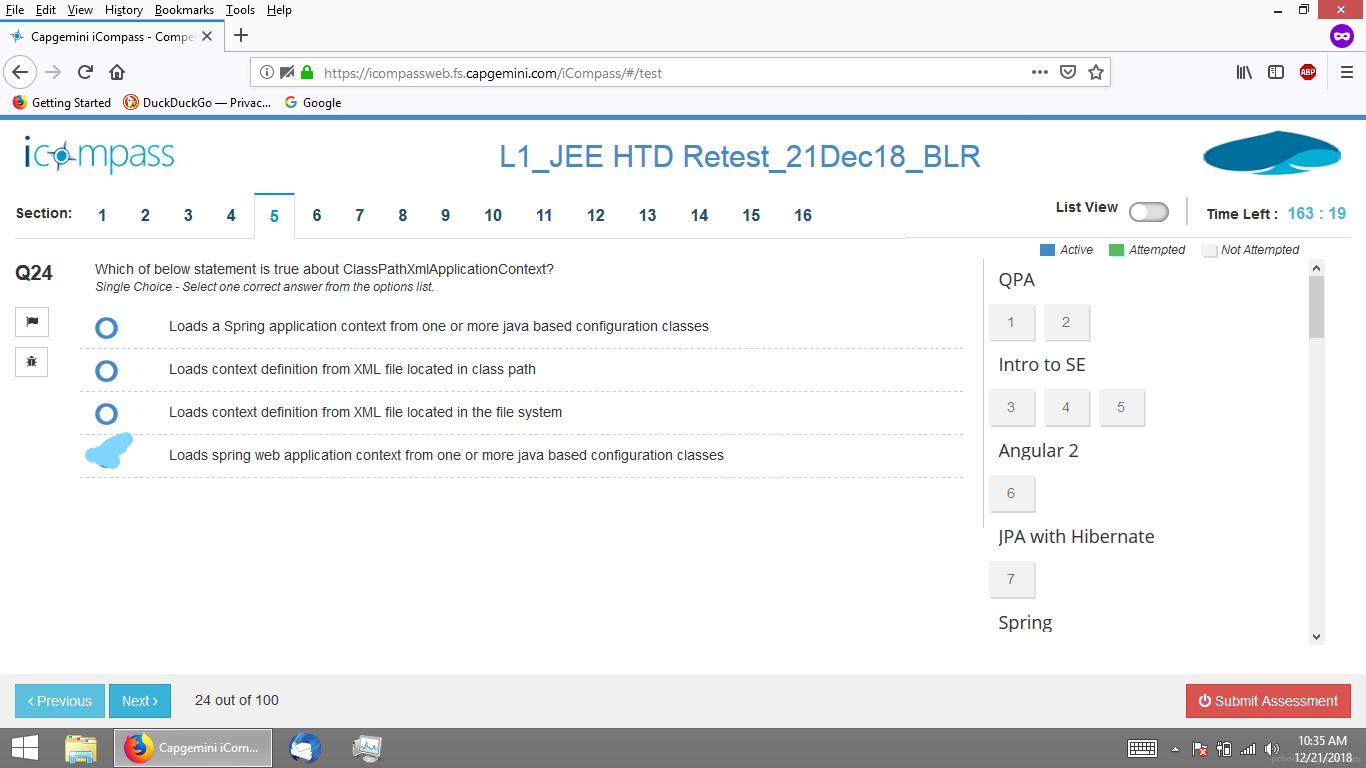 File Edit View History Bookmarks Tools Help
Capgemini iCompass - Compe
https://icompassweb.fs.capgemini.com/iCompass/#/test
ABP
Getting Started DuckDuckGo — Privac... Google
icompass
L1_JEE HTD Retest_21Dec18_BLR
Section: 1 2 3 4 5 6 7 8 9 10 11 12 13 14 15 16
List View
Time Left : 163 : 19
Active Attempted Not Attempted
Q24
Which of below statement is true about ClassPathXmlApplicationContext?
Single Choice - Select one correct answer from the options list.
Loads a Spring application context from one or more java based configuration classes
Loads context definition from XML file located in class path
Loads context definition from XML file located in the file system
Loads spring web application context from one or more java based configuration classes
QPA
1 2
Intro to SE
3 4 5
Angular 2
6
JPA with Hibernate
7
Spring
Previous Next 24 out of 100
Submit Assessment
Capgemini iCom...
10:35 AM
12/21/2018